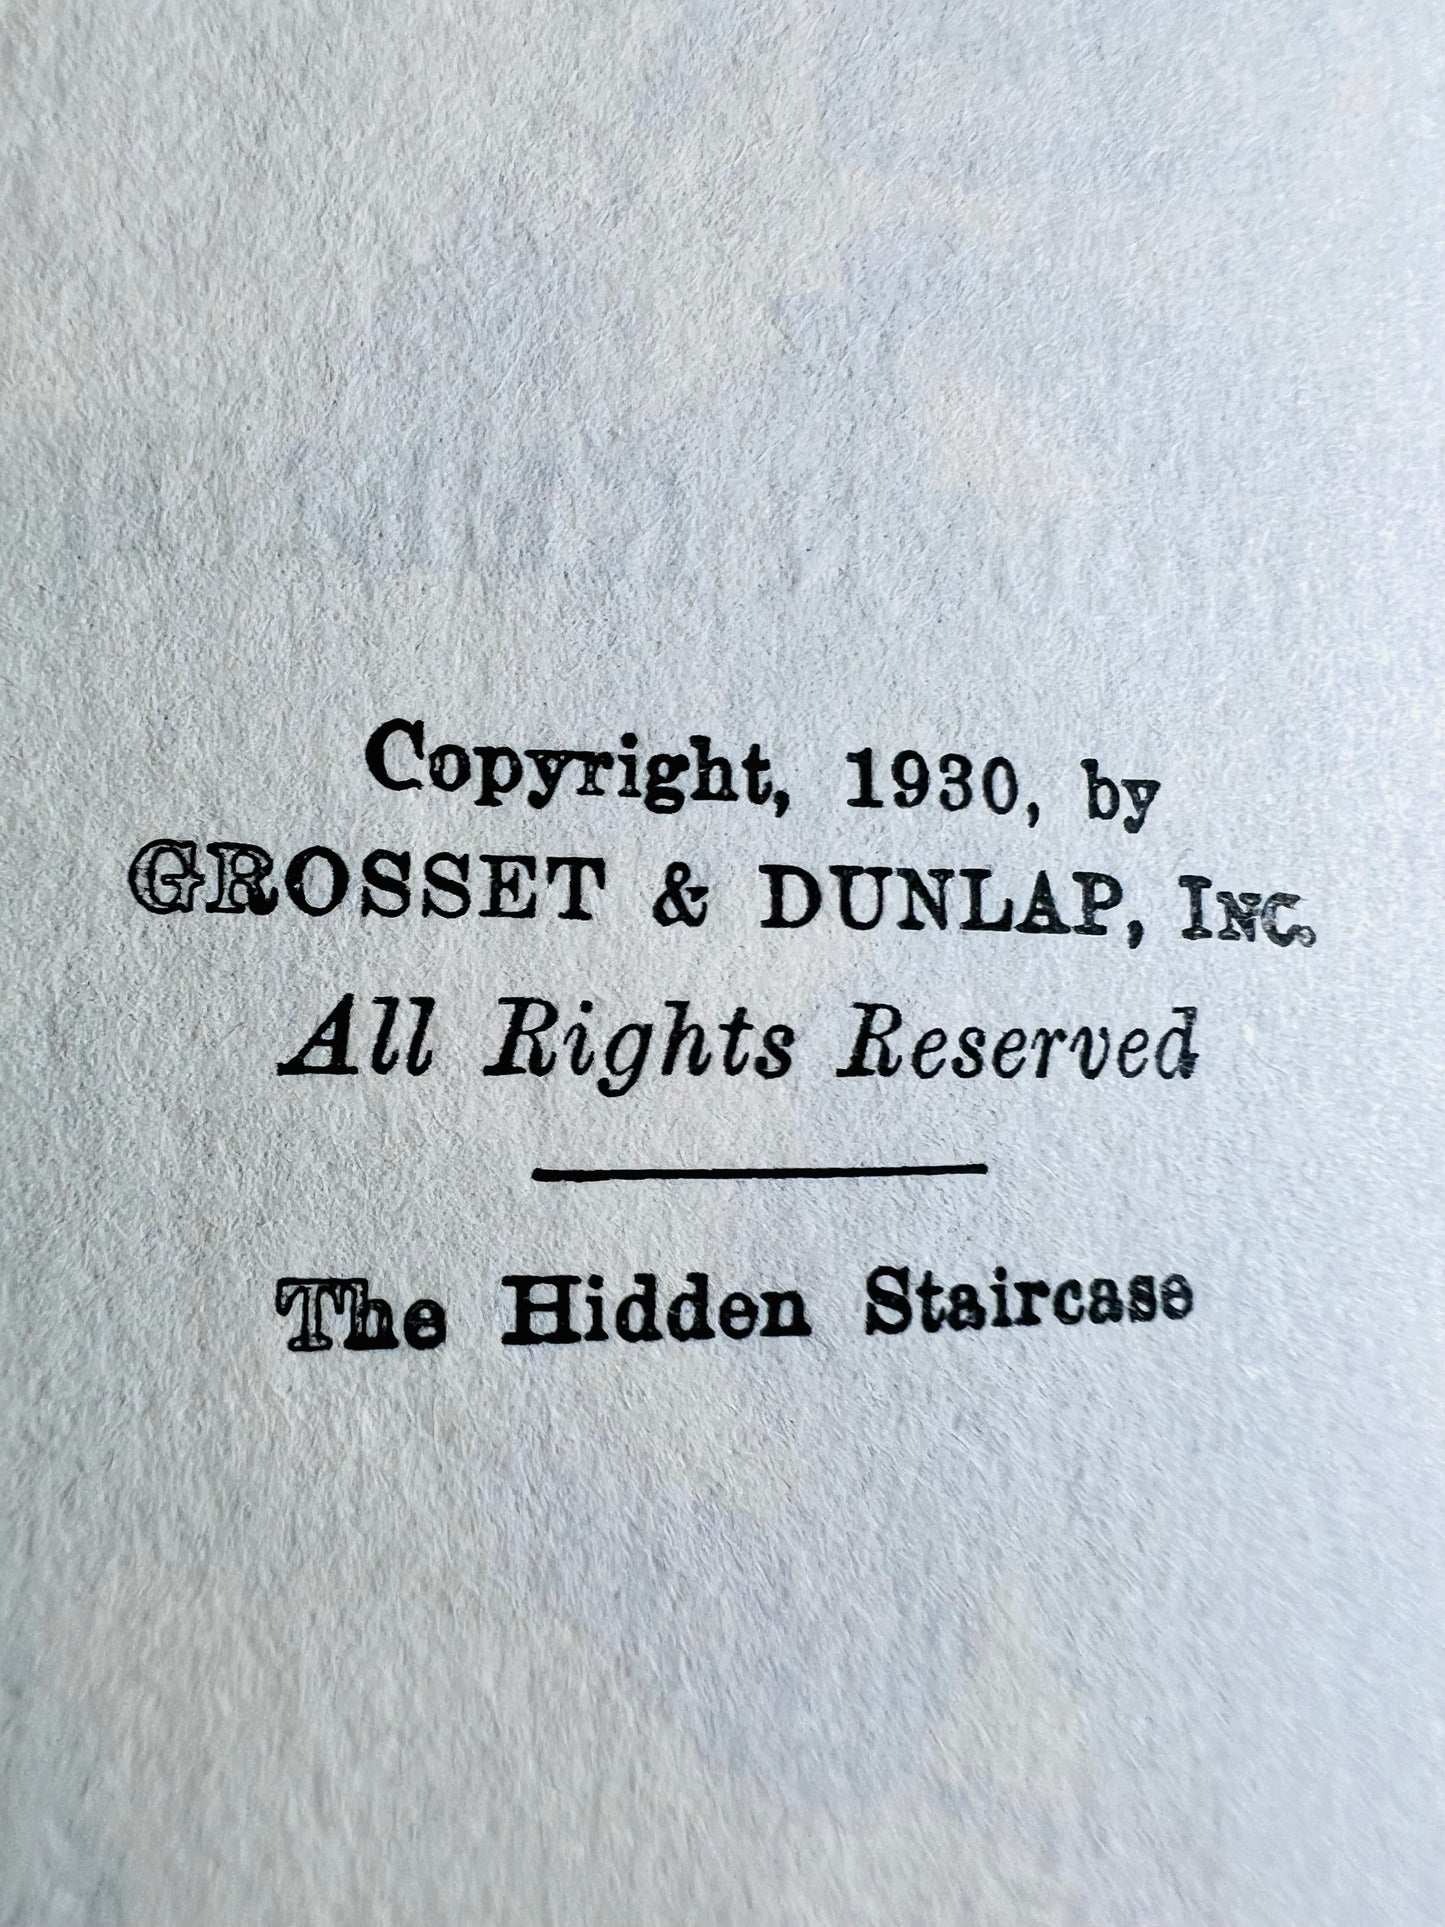 Copyright, 1930, by
GROSSET & DUNLAP, INC.
All Rights Reserved
The Hidden Staircase